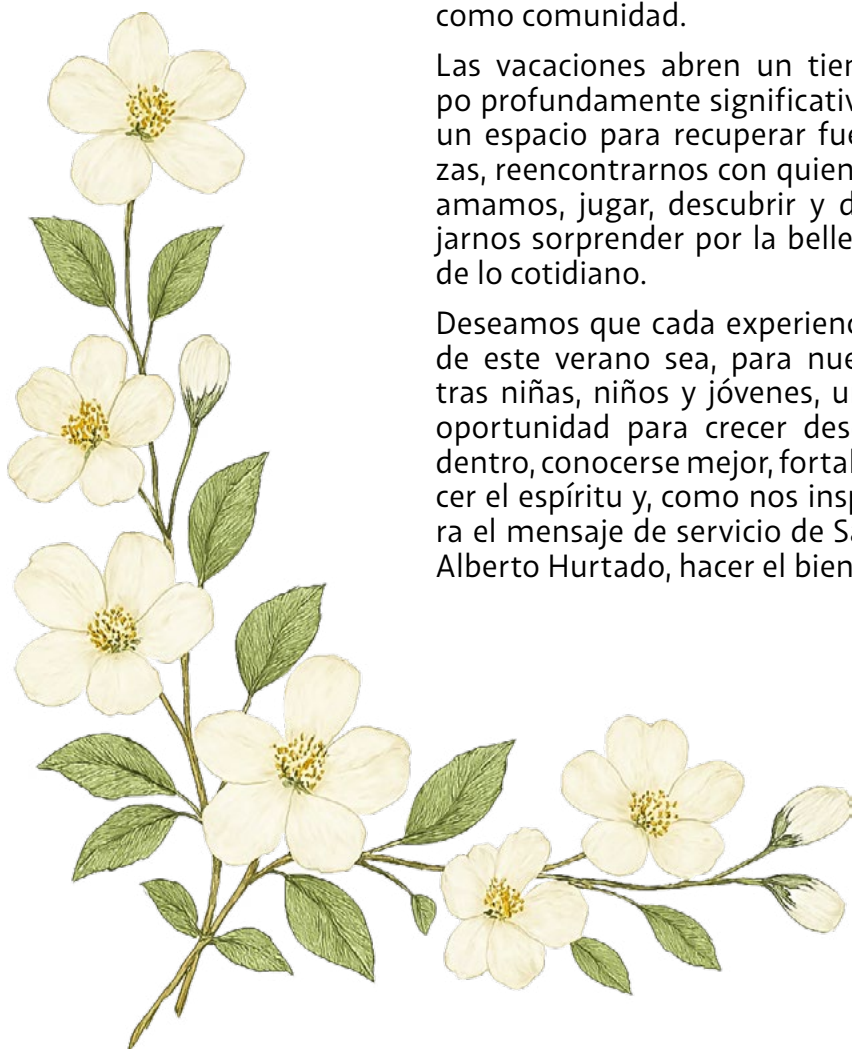 como comunidad.
Las vacaciones abren un tiem
po profundamente significativ
un espacio para recuperar fue
zas, reencontrarnos con quien
amamos, jugar, descubrir y d
jarnos sorprender por la belle
de lo cotidiano.
Deseamos que cada experienc
de este verano sea, para nue
tras niñas, niños y jóvenes, u
oportunidad para crecer des
dentro, conocerse mejor, fortal
cer el espíritu y, como nos insp
ra el mensaje de servicio de Sa
Alberto Hurtado, hacer el bien